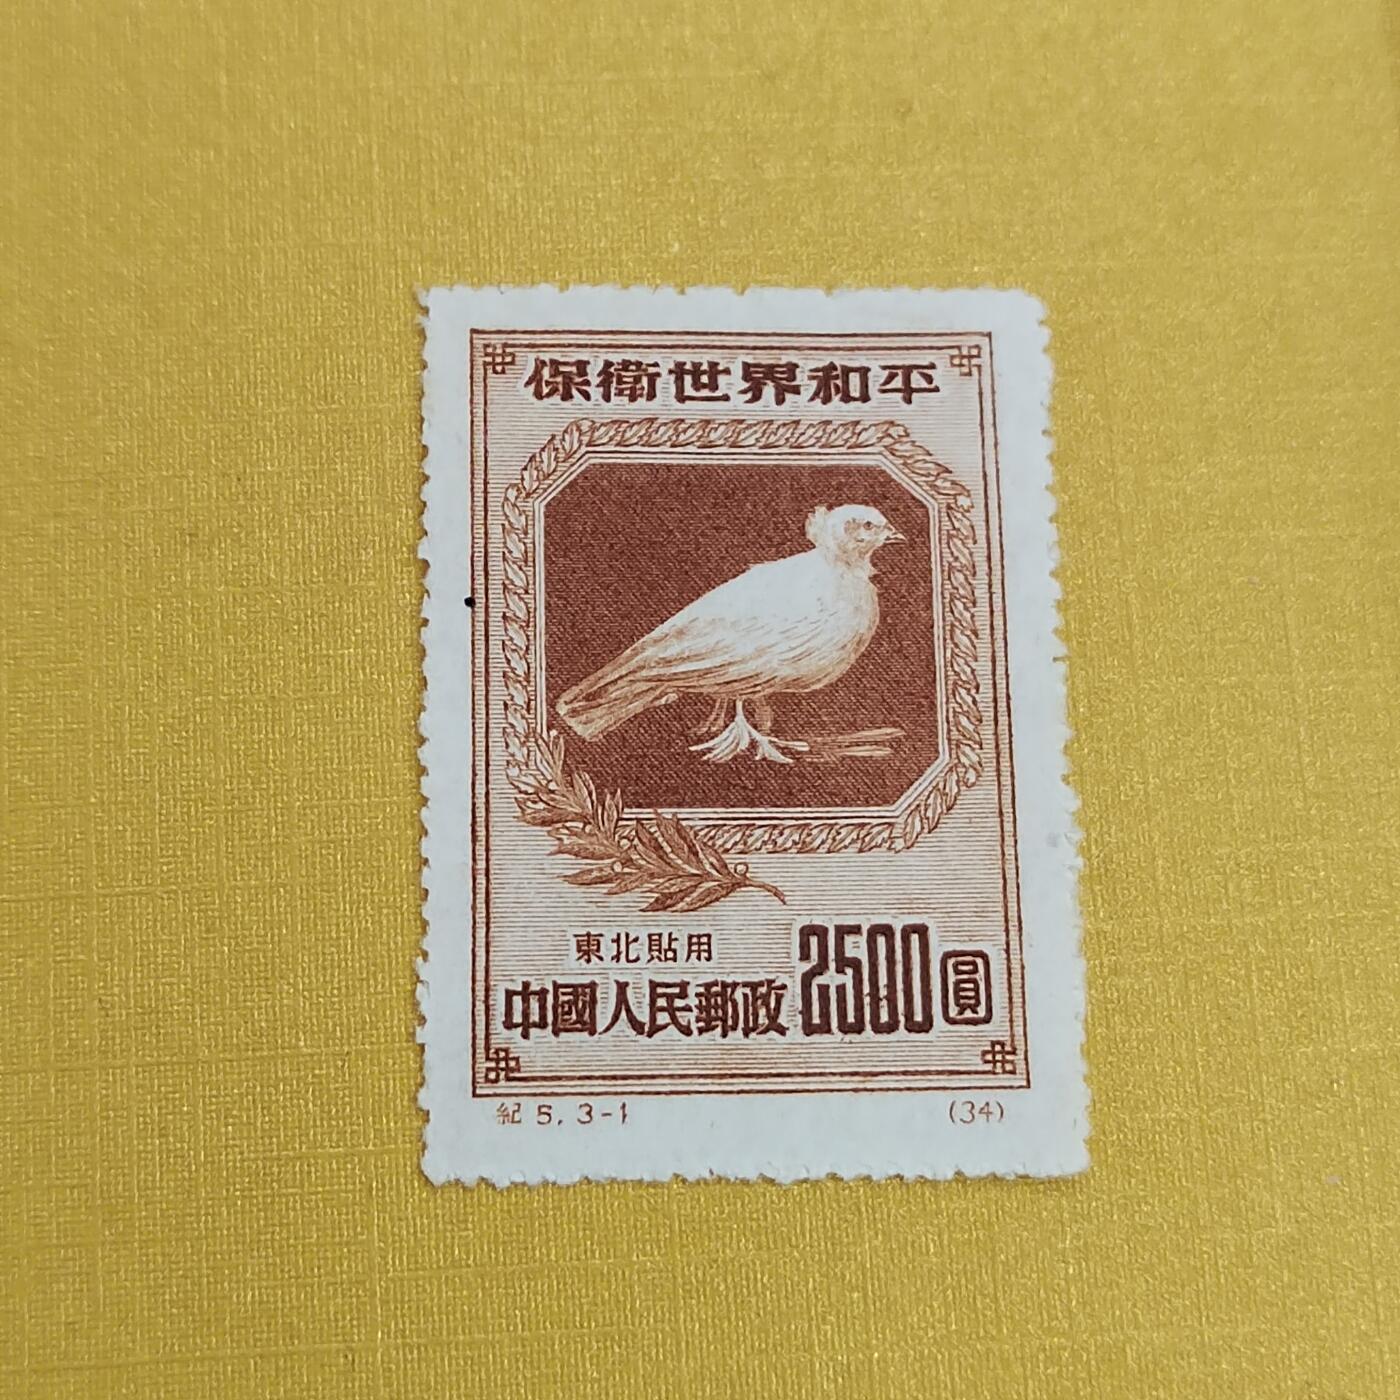 保衛世界和平
東北貼用
中國人民郵政 2500圓
紀5.3-1 (34)